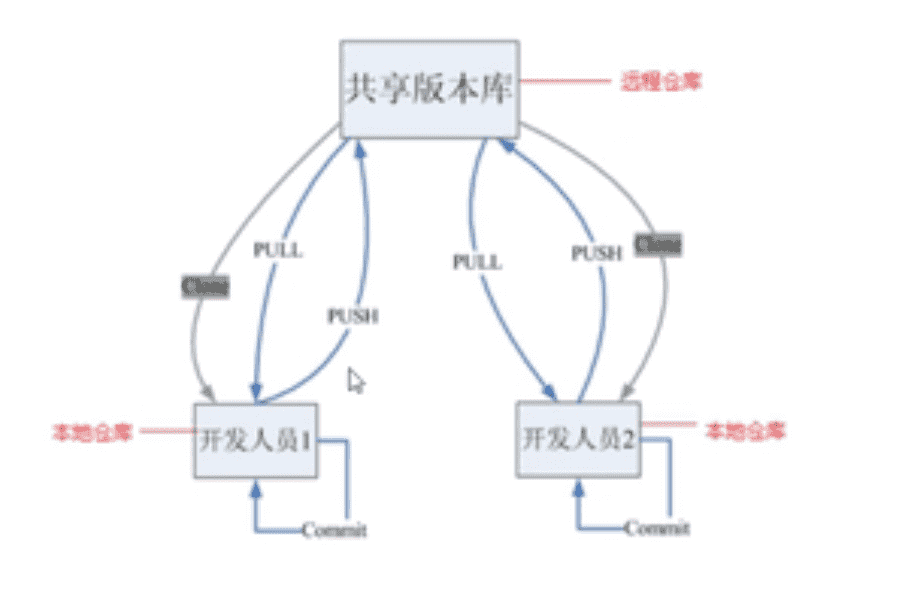 共享版本库
远程仓库
PULL
PUSH
Clone
PULL
PUSH
Clone
本地仓库
开发人员1
开发人员2
本地仓库
Commit
Commit